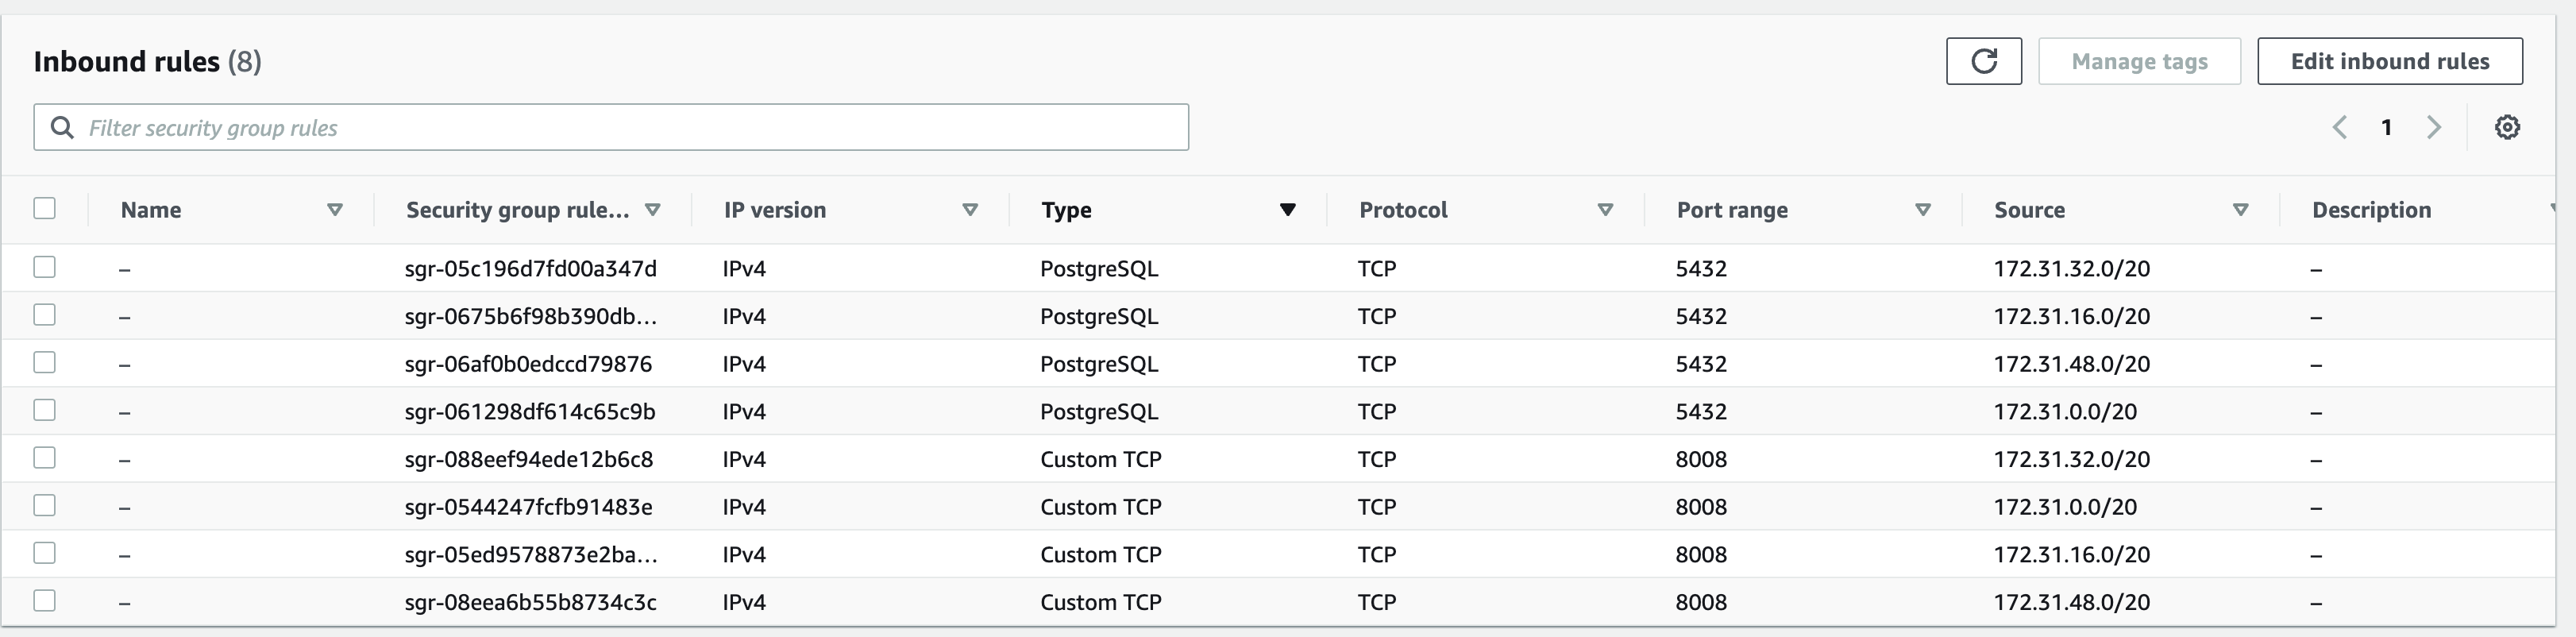 Inbound rules (8)
Manage tags
Edit inbound rules
Filter security group rules
1
Name Security group rule... IP version Type Protocol Port range Source Description
– sgr-05c196d7fd00a347d IPv4 PostgreSQL TCP 5432 172.31.32.0/20 –
– sgr-0675b6f98b390db... IPv4 PostgreSQL TCP 5432 172.31.16.0/20 –
– sgr-06af0b0edccd79876 IPv4 PostgreSQL TCP 5432 172.31.48.0/20 –
– sgr-061298df614c65c9b IPv4 PostgreSQL TCP 5432 172.31.0.0/20 –
– sgr-088eef94ede12b6c8 IPv4 Custom TCP TCP 8008 172.31.32.0/20 –
– sgr-0544247fcfb91483e IPv4 Custom TCP TCP 8008 172.31.0.0/20 –
– sgr-05ed9578873e2ba... IPv4 Custom TCP TCP 8008 172.31.16.0/20 –
– sgr-08eea6b55b8734c3c IPv4 Custom TCP TCP 8008 172.31.48.0/20 –